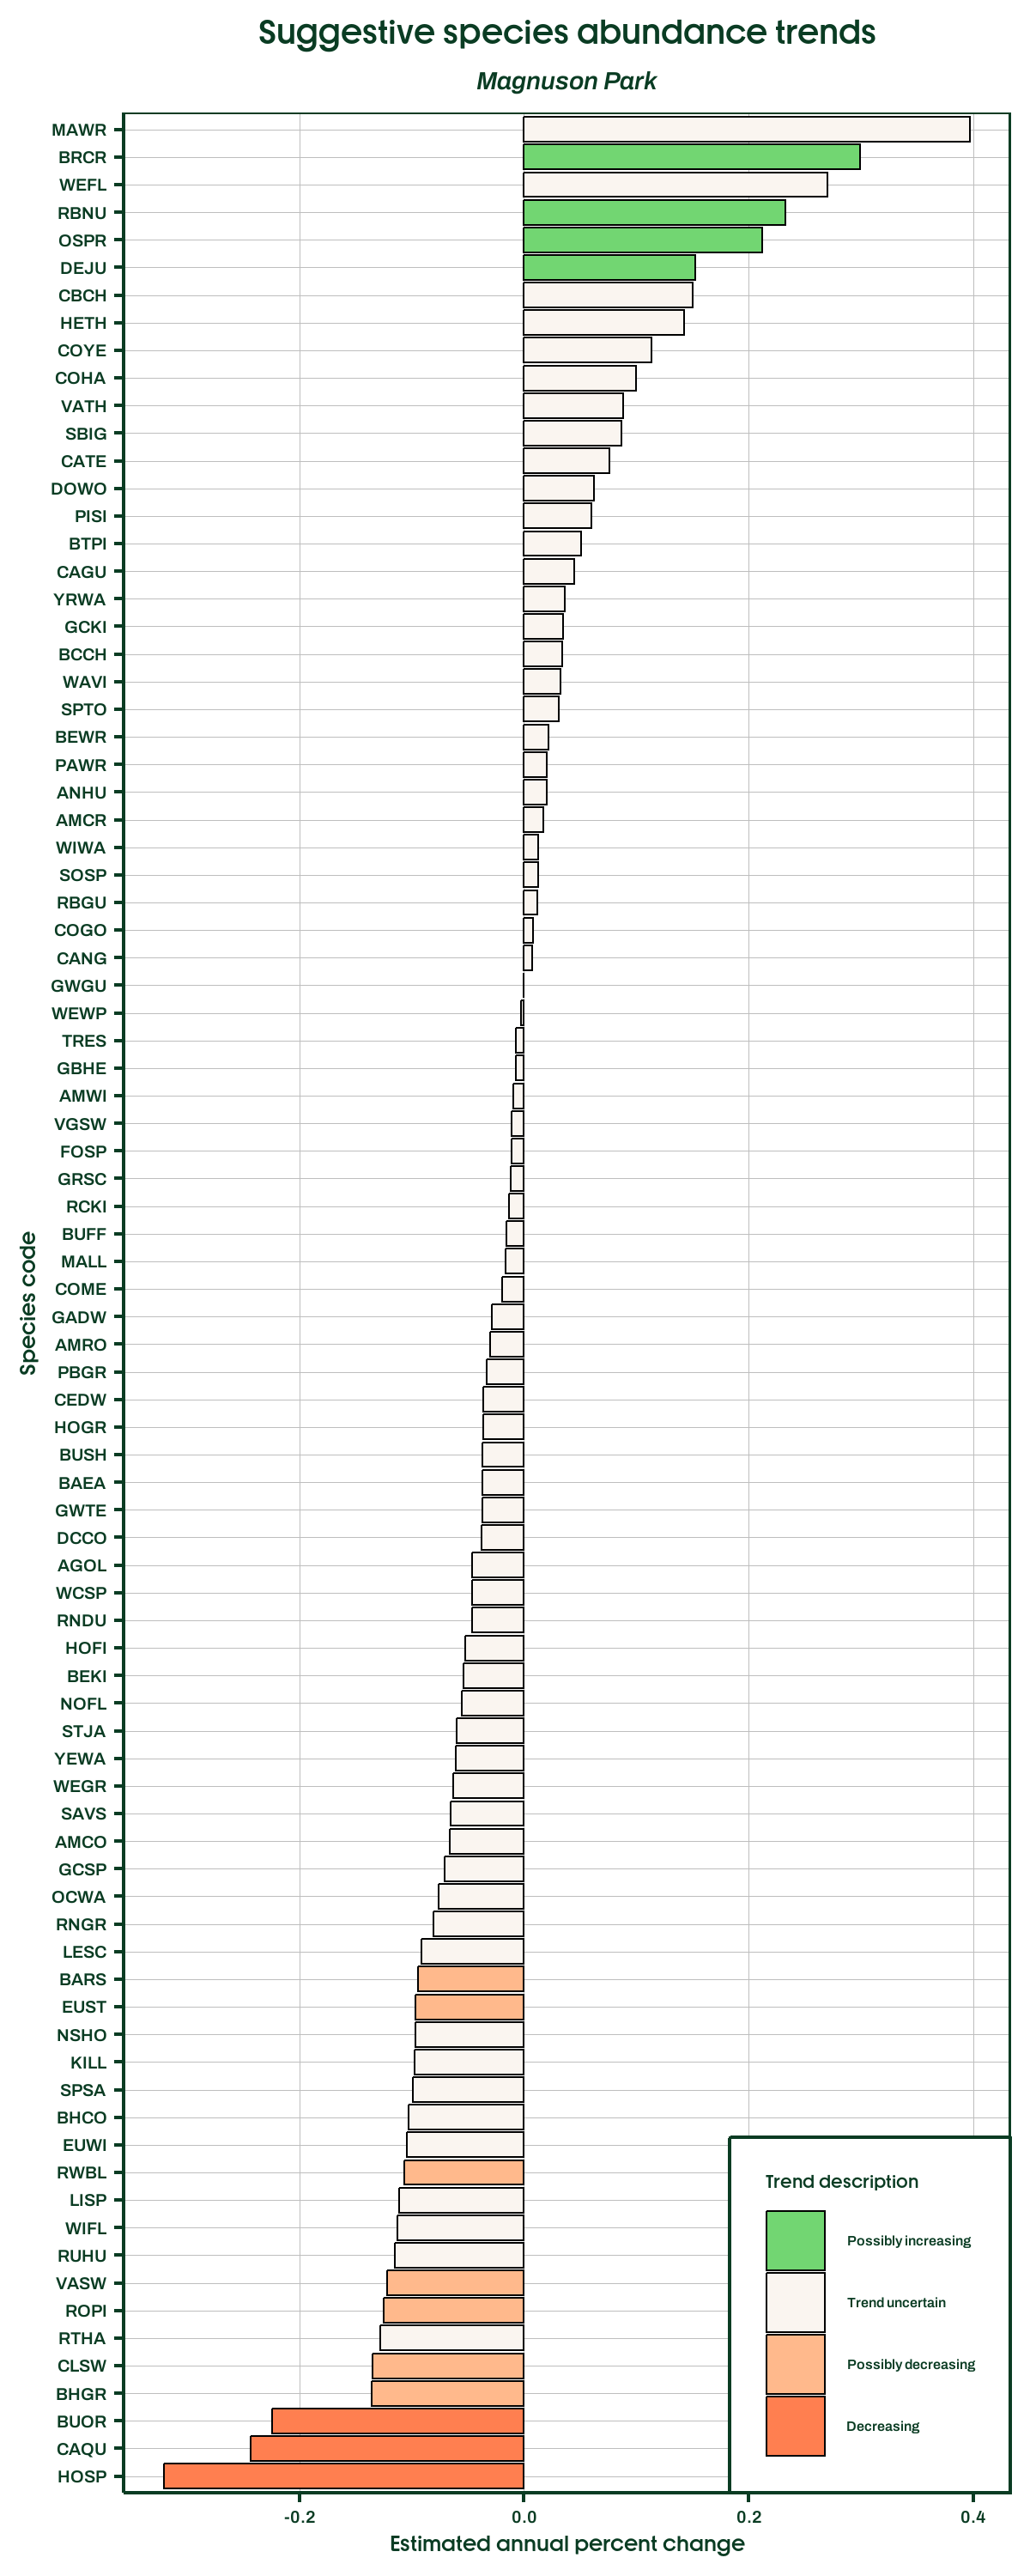 Suggestive species abundance trends
Magnuson Park
MAWR
BRCR
WEFL
RBNU
OSPR
DEJU
CBCH
HETH
COYE
COHA
VATH
SBIG
CATE
DOWO
PISI
BTPI
CAGU
YRWA
GCKI
BCCH
WAVI
SPTO
BEWR
PAWR
ANHU
AMCR
WIWA
SOSP
RBGU
COGO
CANG
GWGU
WEWP
TRES
GBHE
AMWI
VGSW
FOSP
GRSC
RCKI
BUFF
MALL
COME
GADW
AMRO
PBGR
CEDW
HOGR
BUSH
BAEA
GWTE
DCCO
AGOL
WCSP
RNDU
HOFI
BEKI
NOFL
STJA
YEWA
WEGR
SAVS
AMCO
GCSP
OCWA
RNGR
LESC
BARS
EUST
NSHO
KILL
SPSA
BHCO
EUWI
RWBL
LISP
WIFL
RUHU
VASW
ROPI
RTHA
CLSW
BHGR
BUOR
CAQU
HOSP
Species code
Trend description
Possibly increasing
Trend uncertain
Possibly decreasing
Decreasing
-0.2 0.0 0.2 0.4
Estimated annual percent change